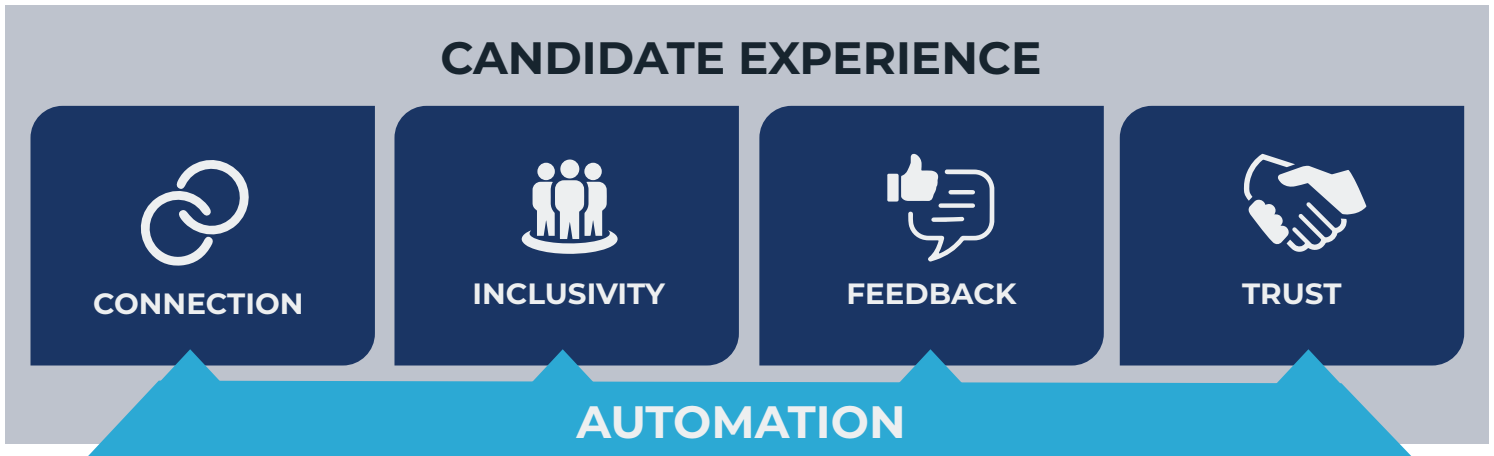 CANDIDATE EXPERIENCE
CONNECTION
INCLUSIVITY
FEEDBACK
TRUST
AUTOMATION